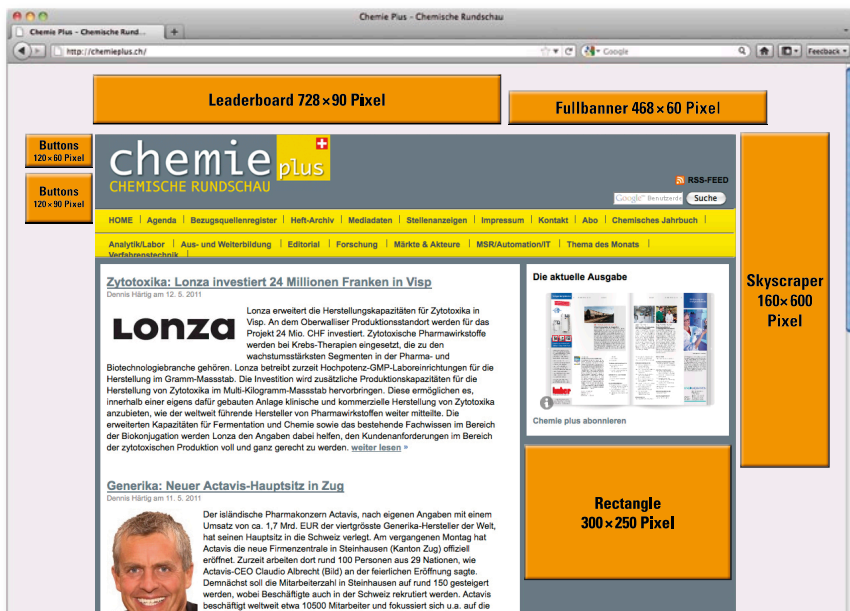 Chemie Plus - Chemische Rundschau
Chemie Plus - Chemische Rund...
http://chemieplus.ch/
Google
Feedback
Leaderboard 728×90 Pixel
Fullbanner 468×60 Pixel
Buttons
120×60 Pixel
Buttons
120×90 Pixel
chemie plus
CHEMISCHE RUNDSCHAU
RSS-FEED
Google™ Benutzerde
Suche
HOME | Agenda | Bezugsquellenregister | Heft-Archiv | Mediadaten | Stellenanzeigen | Impressum | Kontakt | Abo | Chemisches Jahrbuch |
Analytik/Labor | Aus- und Weiterbildung | Editorial | Forschung | Märkte & Akteure | MSR/Automation/IT | Thema des Monats |
Verfahrenstechnik |
Zytotoxika: Lonza investiert 24 Millionen Franken in Visp
Dennis Härtig am 12. 5. 2011
Lonza
Lonza erweitert die Herstellungskapazitäten für Zytotoxika in
Visp. An dem Oberwalliser Produktionsstandort werden für das
Projekt 24 Mio. CHF investiert. Zytotoxische Pharmawirkstoffe
werden bei Krebs-Therapien eingesetzt, die zu den
wachstumsstärksten Segmenten in der Pharma- und
Biotechnologiebranche gehören. Lonza betreibt zurzeit Hochpotenz-GMP-Laboreinrichtungen für die
Herstellung im Gramm-Massstab. Die Investition wird zusätzliche Produktionskapazitäten für die
Herstellung von Zytotoxika im Multi-Kilogramm-Massstab hervorbringen. Diese ermöglichen es,
innerhalb einer eigens dafür gebauten Anlage klinische und kommerzielle Herstellung von Zytotoxika
anzubieten, wie der weltweit führende Hersteller von Pharmawirkstoffen weiter mitteilte. Die
erweiterten Kapazitäten für Fermentation und Chemie sowie das bestehende Fachwissen im Bereich
der Biokonjugation werden Lonza den Angaben dabei helfen, den Kundenanforderungen im Bereich
der zytotoxischen Produktion voll und ganz gerecht zu werden. weiter lesen »
Die aktuelle Ausgabe
Chemie plus abonnieren
Skyscraper
160×600
Pixel
Rectangle
300×250 Pixel
Generika: Neuer Actavis-Hauptsitz in Zug
Dennis Härtig am 11. 5. 2011
Der isländische Pharmakonzern Actavis, nach eigenen Angaben mit einem
Umsatz von ca. 1,7 Mrd. EUR der viertgrösste Generika-Hersteller der Welt,
hat seinen Hauptsitz in die Schweiz verlegt. Am vergangenen Montag hat
Actavis die neue Firmenzentrale in Steinhausen (Kanton Zug) offiziell
eröffnet. Zurzeit arbeiten dort rund 100 Personen aus 29 Nationen, wie
Actavis-CEO Claudio Albrecht (Bild) an der feierlichen Eröffnung sagte.
Demnächst soll die Mitarbeiterzahl in Steinhausen auf rund 150 gesteigert
werden, wobei Beschäftigte auch in der Schweiz rekrutiert werden. Actavis
beschäftigt weltweit etwa 10500 Mitarbeiter und fokussiert sich u.a. auf die